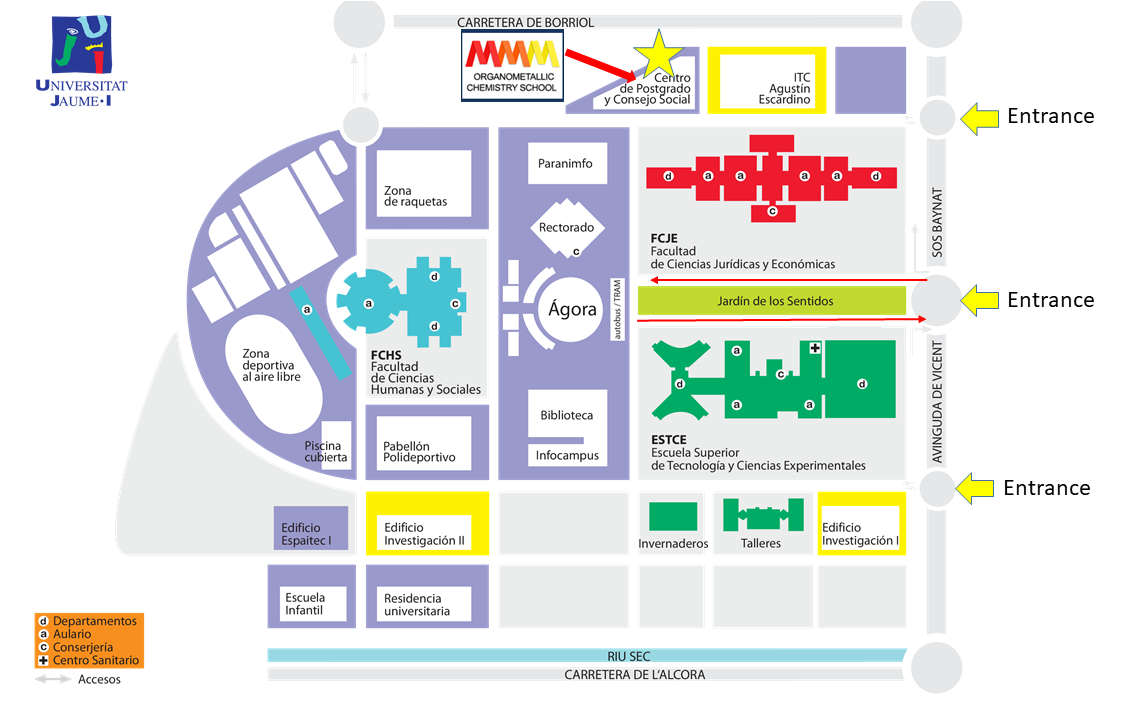 UNIVERSITAT
JAUME·I
CARRETERA DE BORRIOL
MMM
ORGANOMETALLIC
CHEMISTRY SCHOOL
Centro
de Postgrado
y Consejo Social
ITC
Agustín
Escardino
Entrance
Paraninfo
Zona
de raquetas
Rectorado
c
d
a
a
a
a
d
c
FCJE
Facultad
de Ciencias Jurídicas y Económicas
SOS BAYNAT
Jardín de los Sentidos
Entrance
Ágora
autobus / TRAM
a
a
d
c
d
FCHS
Facultad
de Ciencias
Humanas y Sociales
Zona
deportiva
al aire libre
Piscina
cubierta
Pabellón
Polideportivo
Biblioteca
Infocampus
d
a
a
c
a
d
ESTCE
Escuela Superior
de Tecnología y Ciencias Experimentales
AVINGUDA DE VICENT
Entrance
Edificio
Espaitec I
Edificio
Investigación II
Invernaderos
Talleres
Edificio
Investigación I
Escuela
Infantil
Residencia
universitaria
d Departamentos
a Aulario
c Conserjería
Centro Sanitario
Accesos
RIU SEC
CARRETERA DE L'ALCORA